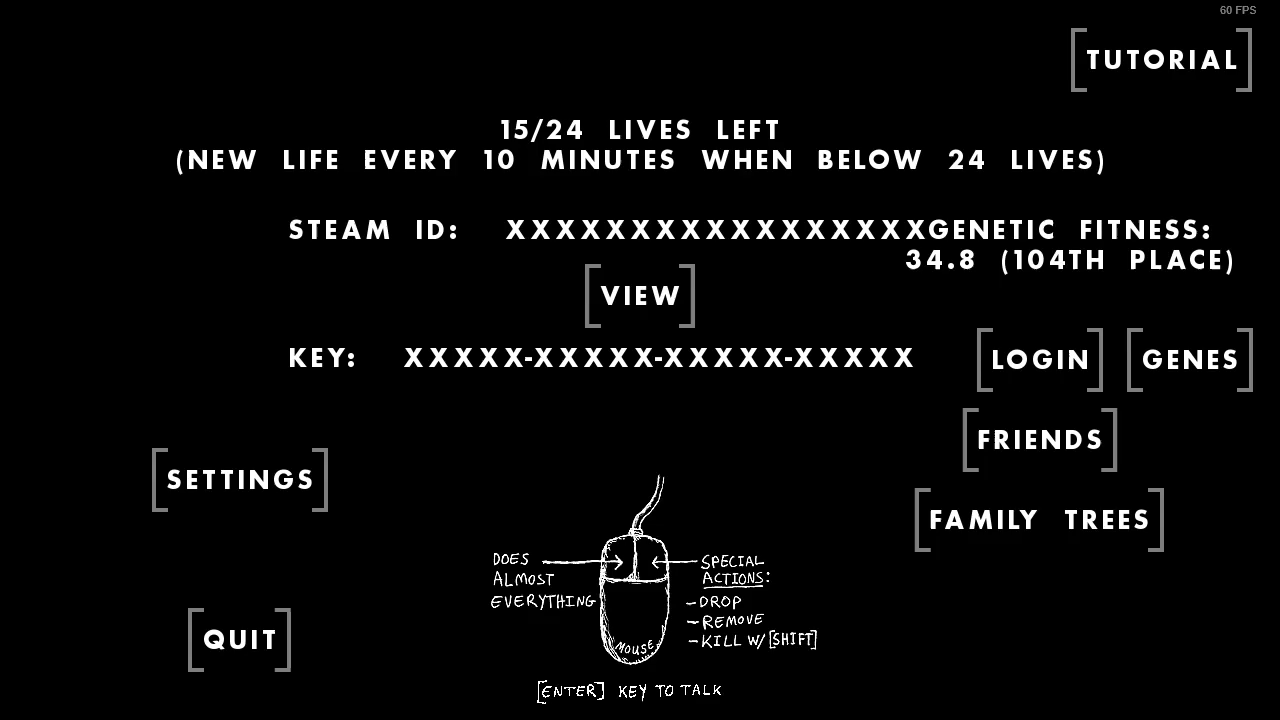 60 FPS
[TUTORIAL]
15/24 LIVES LEFT
(NEW LIFE EVERY 10 MINUTES WHEN BELOW 24 LIVES)
STEAM ID: XXXXXXXXXXXXXXXXX
GENETIC FITNESS:
34.8 (104TH PLACE)
[VIEW]
KEY: XXXXX-XXXXX-XXXXX-XXXXX
[LOGIN] [GENES]
[FRIENDS]
[SETTINGS]
[FAMILY TREES]
DOES
ALMOST
EVERYTHING
SPECIAL
ACTIONS:
-DROP
-REMOVE
-KILL W/[SHIFT]
MOUSE
[QUIT]
[ENTER] KEY TO TALK